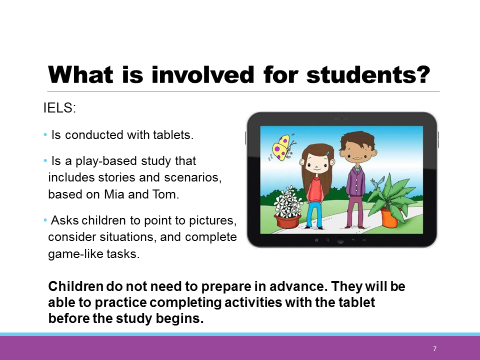 What is involved for students?
IELS:
• Is conducted with tablets.
• Is a play-based study that
includes stories and scenarios,
based on Mia and Tom.
• Asks children to point to pictures,
consider situations, and complete
game-like tasks.
Children do not need to prepare in advance. They will be
able to practice completing activities with the tablet
before the study begins.
7